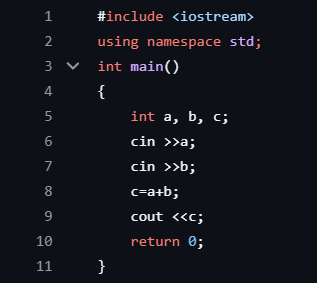 1 #include <iostream>
2 using namespace std;
3 int main()
4 {
5 int a, b, c;
6 cin >>a;
7 cin >>b;
8 c=a+b;
9 cout <<c;
10 return 0;
11 }